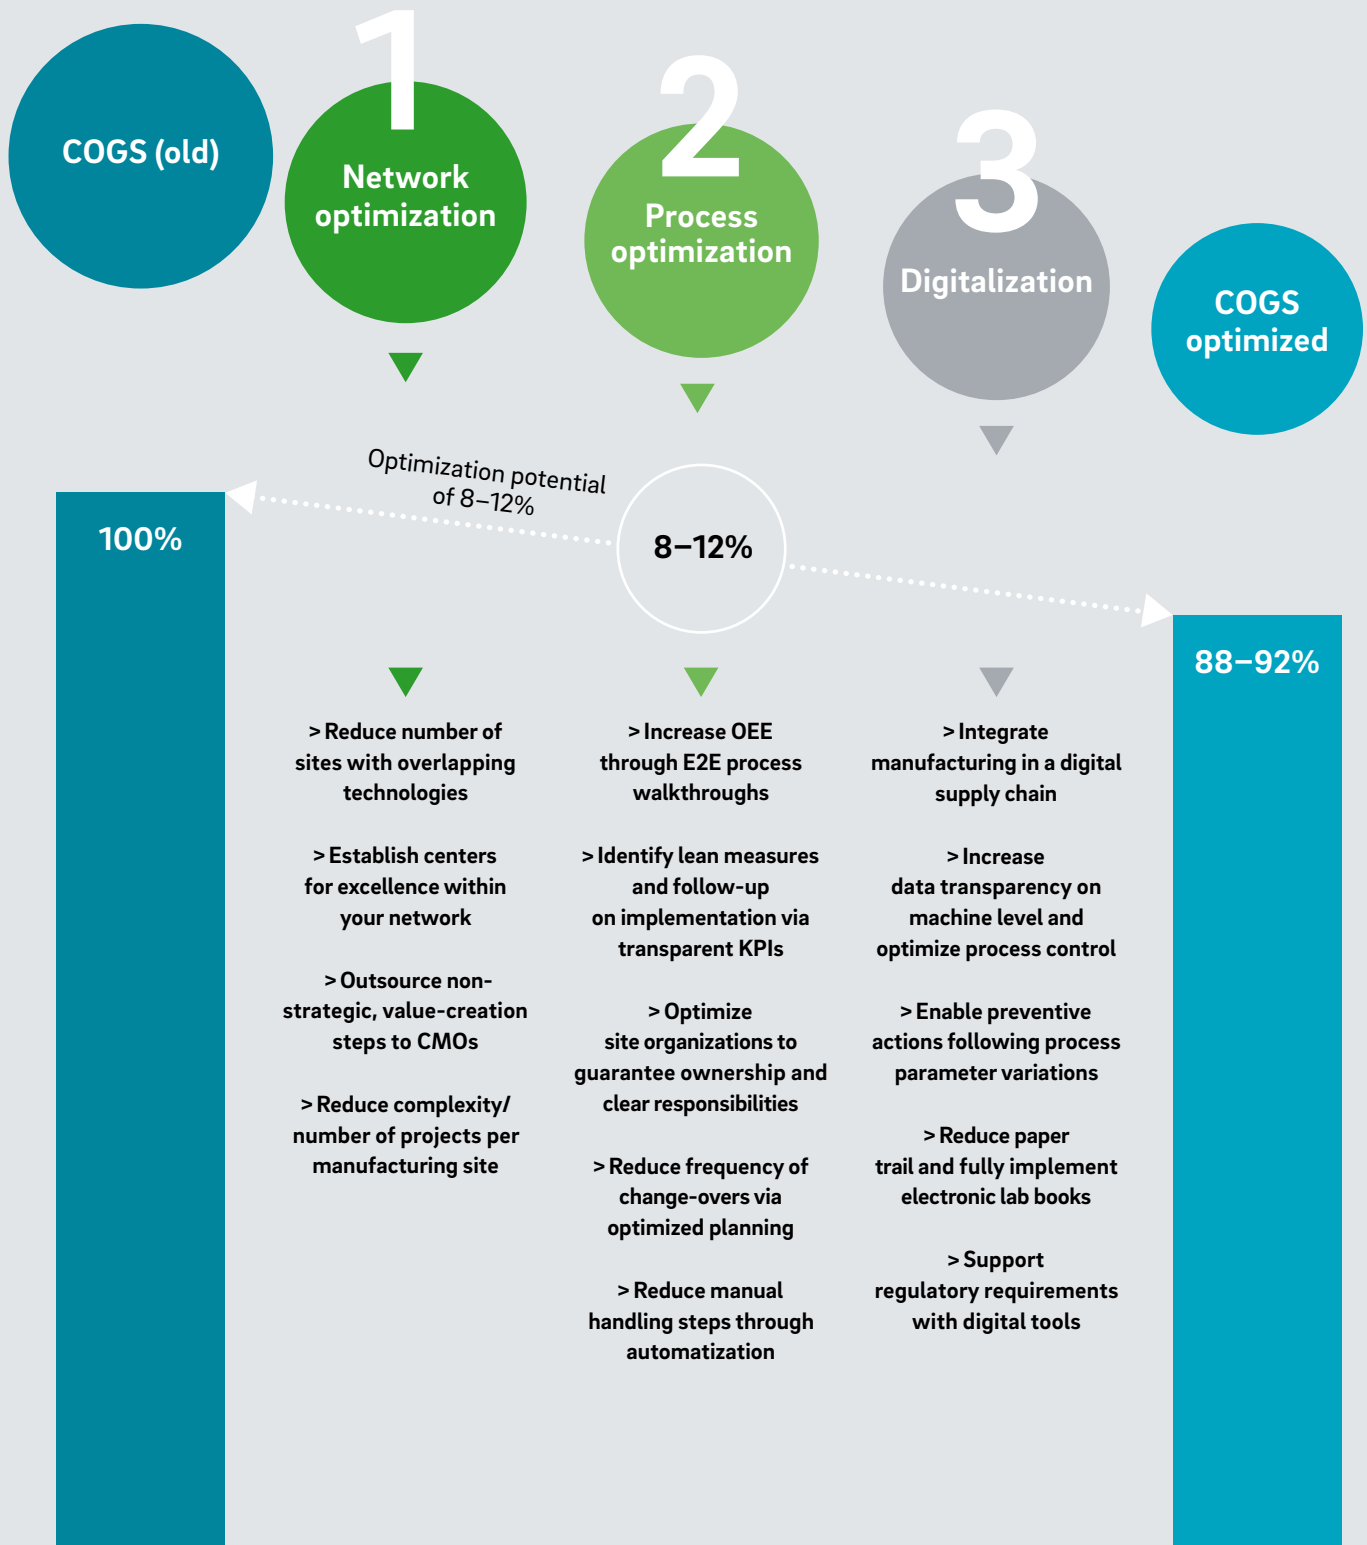 COGS (old)
1
Network
optimization
2
Process
optimization
3
Digitalization
COGS
optimized
Optimization potential
of 8–12%
100%
8–12%
88–92%
> Reduce number of
sites with overlapping
technologies
> Establish centers
for excellence within
your network
> Outsource non-
strategic, value-creation
steps to CMOs
> Reduce complexity/
number of projects per
manufacturing site
> Increase OEE
through E2E process
walkthroughs
> Identify lean measures
and follow-up
on implementation via
transparent KPIs
> Optimize
site organizations to
guarantee ownership and
clear responsibilities
> Reduce frequency of
change-overs via
optimized planning
> Reduce manual
handling steps through
automatization
> Integrate
manufacturing in a digital
supply chain
> Increase
data transparency on
machine level and
optimize process control
> Enable preventive
actions following process
parameter variations
> Reduce paper
trail and fully implement
electronic lab books
> Support
regulatory requirements
with digital tools